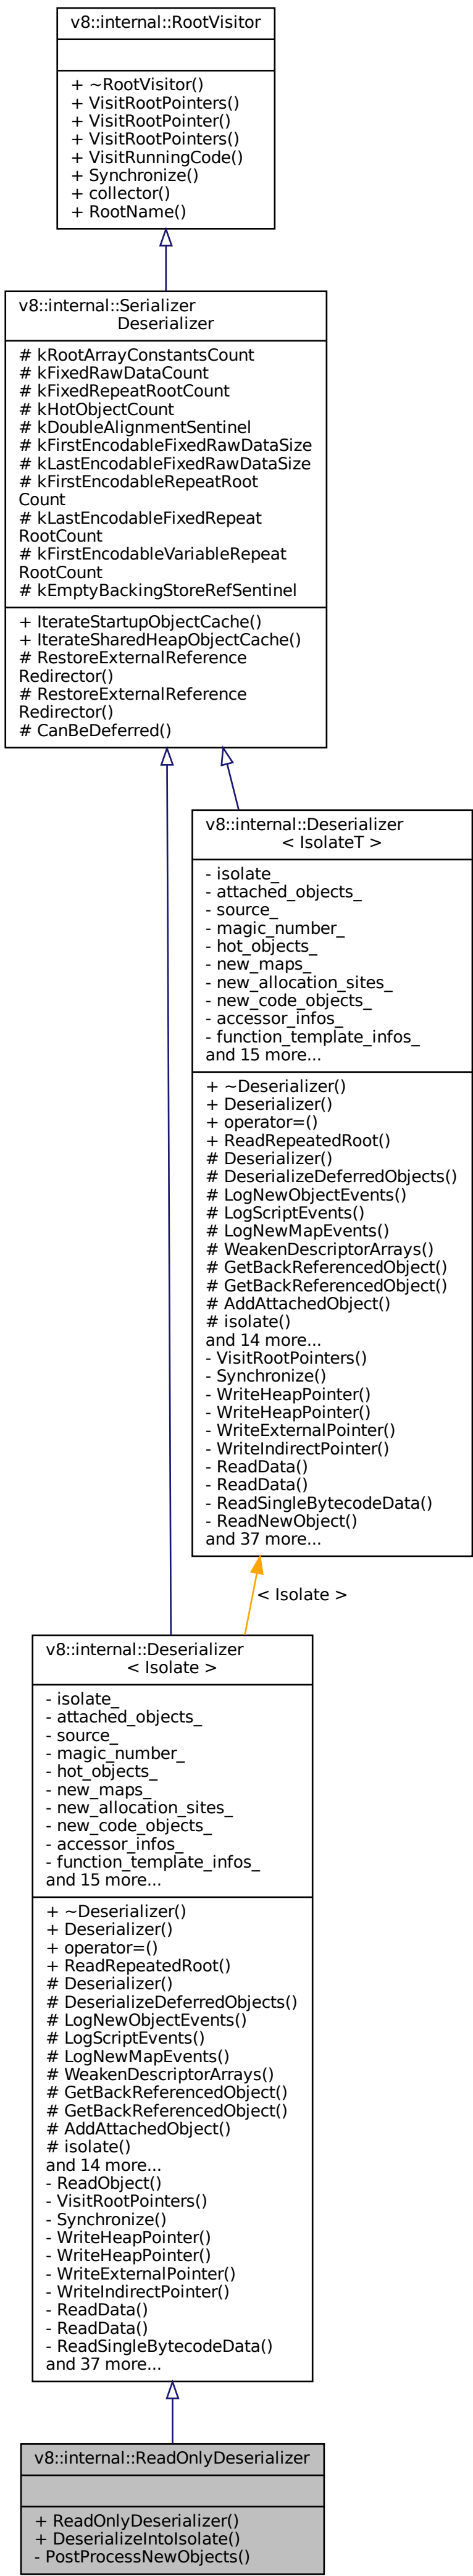 v8::internal::RootVisitor
+ ~RootVisitor()
+ VisitRootPointers()
+ VisitRootPointer()
+ VisitRootPointers()
+ VisitRunningCode()
+ Synchronize()
+ collector()
+ RootName()
v8::internal::Serializer
Deserializer
# kRootArrayConstantsCount
# kFixedRawDataCount
# kFixedRepeatRootCount
# kHotObjectCount
# kDoubleAlignmentSentinel
# kFirstEncodableFixedRawDataSize
# kLastEncodableFixedRawDataSize
# kFirstEncodableRepeatRoot
Count
# kLastEncodableFixedRepeat
RootCount
# kFirstEncodableVariableRepeat
RootCount
# kEmptyBackingStoreRefSentinel
+ IterateStartupObjectCache()
+ IterateSharedHeapObjectCache()
# RestoreExternalReference
Redirector()
# RestoreExternalReference
Redirector()
# CanBeDeferred()
v8::internal::Deserializer
< IsolateT >
- isolate_
- attached_objects_
- source_
- magic_number_
- hot_objects_
- new_maps_
- new_allocation_sites_
- new_code_objects_
- accessor_infos_
- function_template_infos_
and 15 more...
+ ~Deserializer()
+ Deserializer()
+ operator=()
+ ReadRepeatedRoot()
# Deserializer()
# DeserializeDeferredObjects()
# LogNewObjectEvents()
# LogScriptEvents()
# LogNewMapEvents()
# WeakenDescriptorArrays()
# GetBackReferencedObject()
# GetBackReferencedObject()
# AddAttachedObject()
# isolate()
and 14 more...
- VisitRootPointers()
- Synchronize()
- WriteHeapPointer()
- WriteHeapPointer()
- WriteExternalPointer()
- WriteIndirectPointer()
- ReadData()
- ReadData()
- ReadSingleBytecodeData()
- ReadNewObject()
and 37 more...
< Isolate >
v8::internal::Deserializer
< Isolate >
- isolate_
- attached_objects_
- source_
- magic_number_
- hot_objects_
- new_maps_
- new_allocation_sites_
- new_code_objects_
- accessor_infos_
- function_template_infos_
and 15 more...
+ ~Deserializer()
+ Deserializer()
+ operator=()
+ ReadRepeatedRoot()
# Deserializer()
# DeserializeDeferredObjects()
# LogNewObjectEvents()
# LogScriptEvents()
# LogNewMapEvents()
# WeakenDescriptorArrays()
# GetBackReferencedObject()
# GetBackReferencedObject()
# AddAttachedObject()
# isolate()
and 14 more...
- ReadObject()
- VisitRootPointers()
- Synchronize()
- WriteHeapPointer()
- WriteHeapPointer()
- WriteExternalPointer()
- WriteIndirectPointer()
- ReadData()
- ReadData()
- ReadSingleBytecodeData()
and 37 more...
v8::internal::ReadOnlyDeserializer
+ ReadOnlyDeserializer()
+ DeserializeIntoIsolate()
- PostProcessNewObjects()